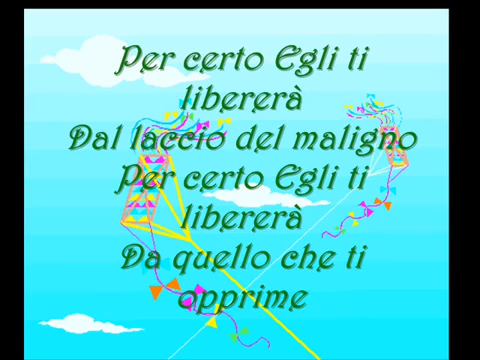 Per certo Egli ti
libererà
Dal laccio del maligno
Per certo Egli ti
libererà
Da quello che ti
opprime